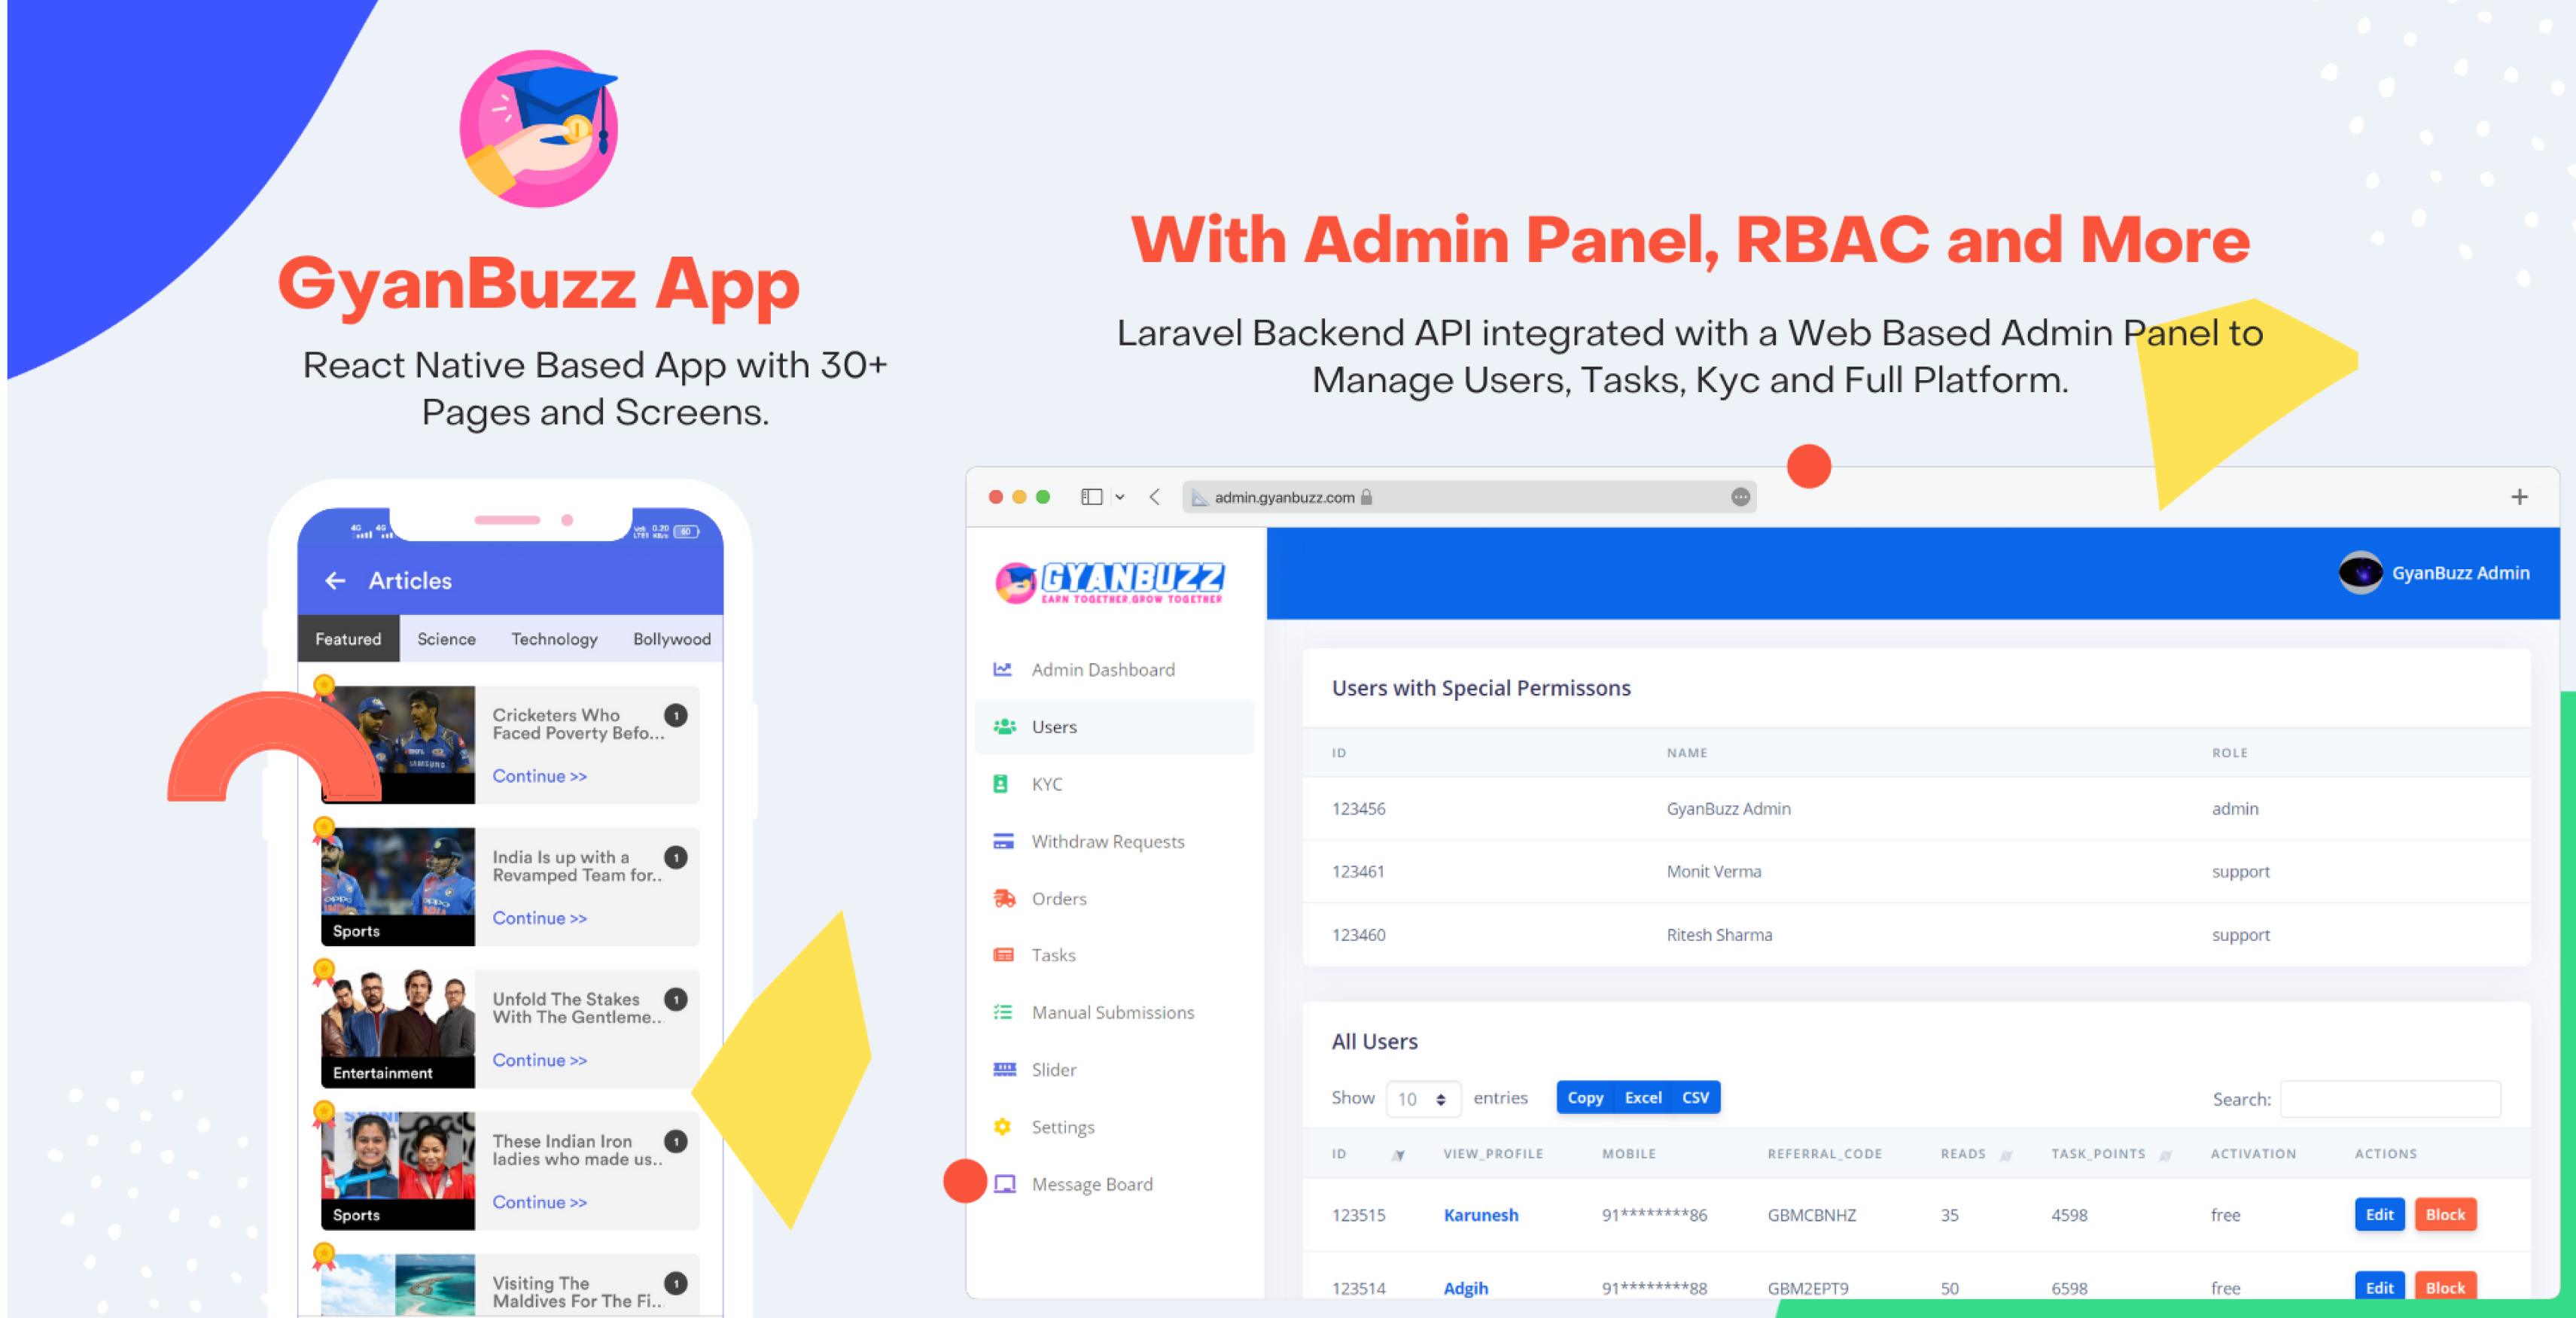 GyanBuzz App
React Native Based App with 30+
Pages and Screens.
With Admin Panel, RBAC and More
Laravel Backend API integrated with a Web Based Admin Panel to
Manage Users, Tasks, Kyc and Full Platform.
4G 4G
0.20
60
Articles
Featured Science Technology Bollywood
Cricketers Who
Faced Poverty Befo...
1
Continue >>
SAMSUNG
India Is up with a
Revamped Team for..
1
Continue >>
oppo
oppo
Sports
Unfold The Stakes
With The Gentleme..
1
Continue >>
Entertainment
These Indian Iron
ladies who made us..
1
Continue >>
Sports
Visiting The
Maldives For The Fi...
1
admin.gyanbuzz.com
GYANBUZZ
EARN TOGETHER,GROW TOGETHER
Admin Dashboard
Users
KYC
Withdraw Requests
Orders
Tasks
Manual Submissions
Slider
Settings
Message Board
GyanBuzz Admin
Users with Special Permissons
ID NAME ROLE
123456 GyanBuzz Admin admin
123461 Monit Verma support
123460 Ritesh Sharma support
All Users
Show 10 entries Copy Excel CSV Search:
ID VIEW_PROFILE MOBILE REFERRAL_CODE READS TASK_POINTS ACTIVATION ACTIONS
123515 Karunesh 91********86 GBMCBNHZ 35 4598 free Edit Block
123514 Adgih 91********88 GBM2EPT9 50 6598 free Edit Block